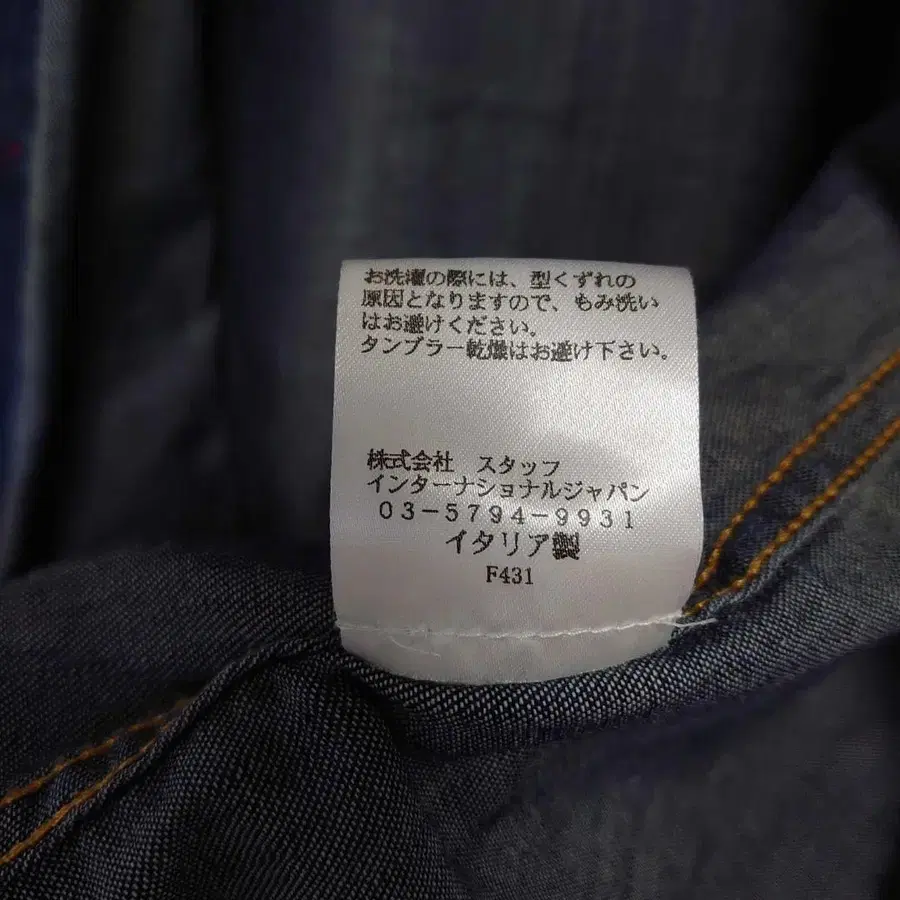 お洗濯の際には、型くずれの
原因となりますので、もみ洗い
はお避けください。
タンブラー乾燥はお避け下さい。
株式会社 スタッフ
インターナショナルジャパン
03-5794-9931
イタリア製
F431